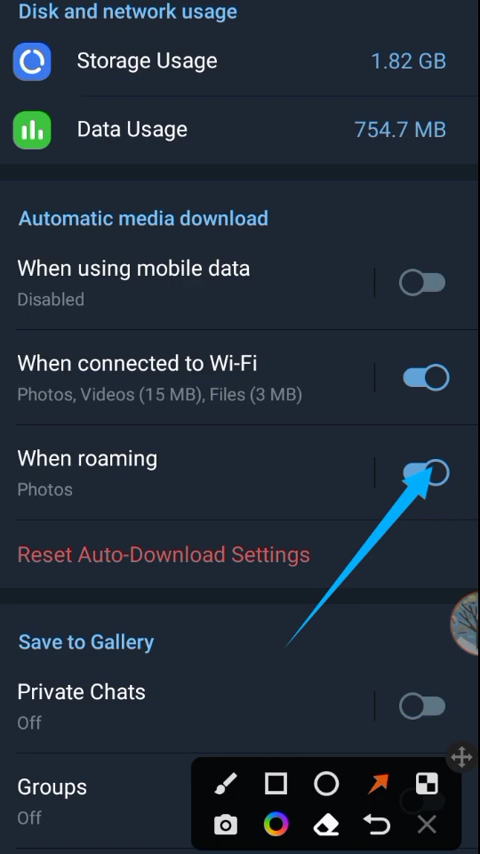 Disk and network usage
Storage Usage 1.82 GB
Data Usage 754.7 MB
Automatic media download
When using mobile data
Disabled
When connected to Wi-Fi
Photos, Videos (15 MB), Files (3 MB)
When roaming
Photos
Reset Auto-Download Settings
Save to Gallery
Private Chats
Off
Groups
Off